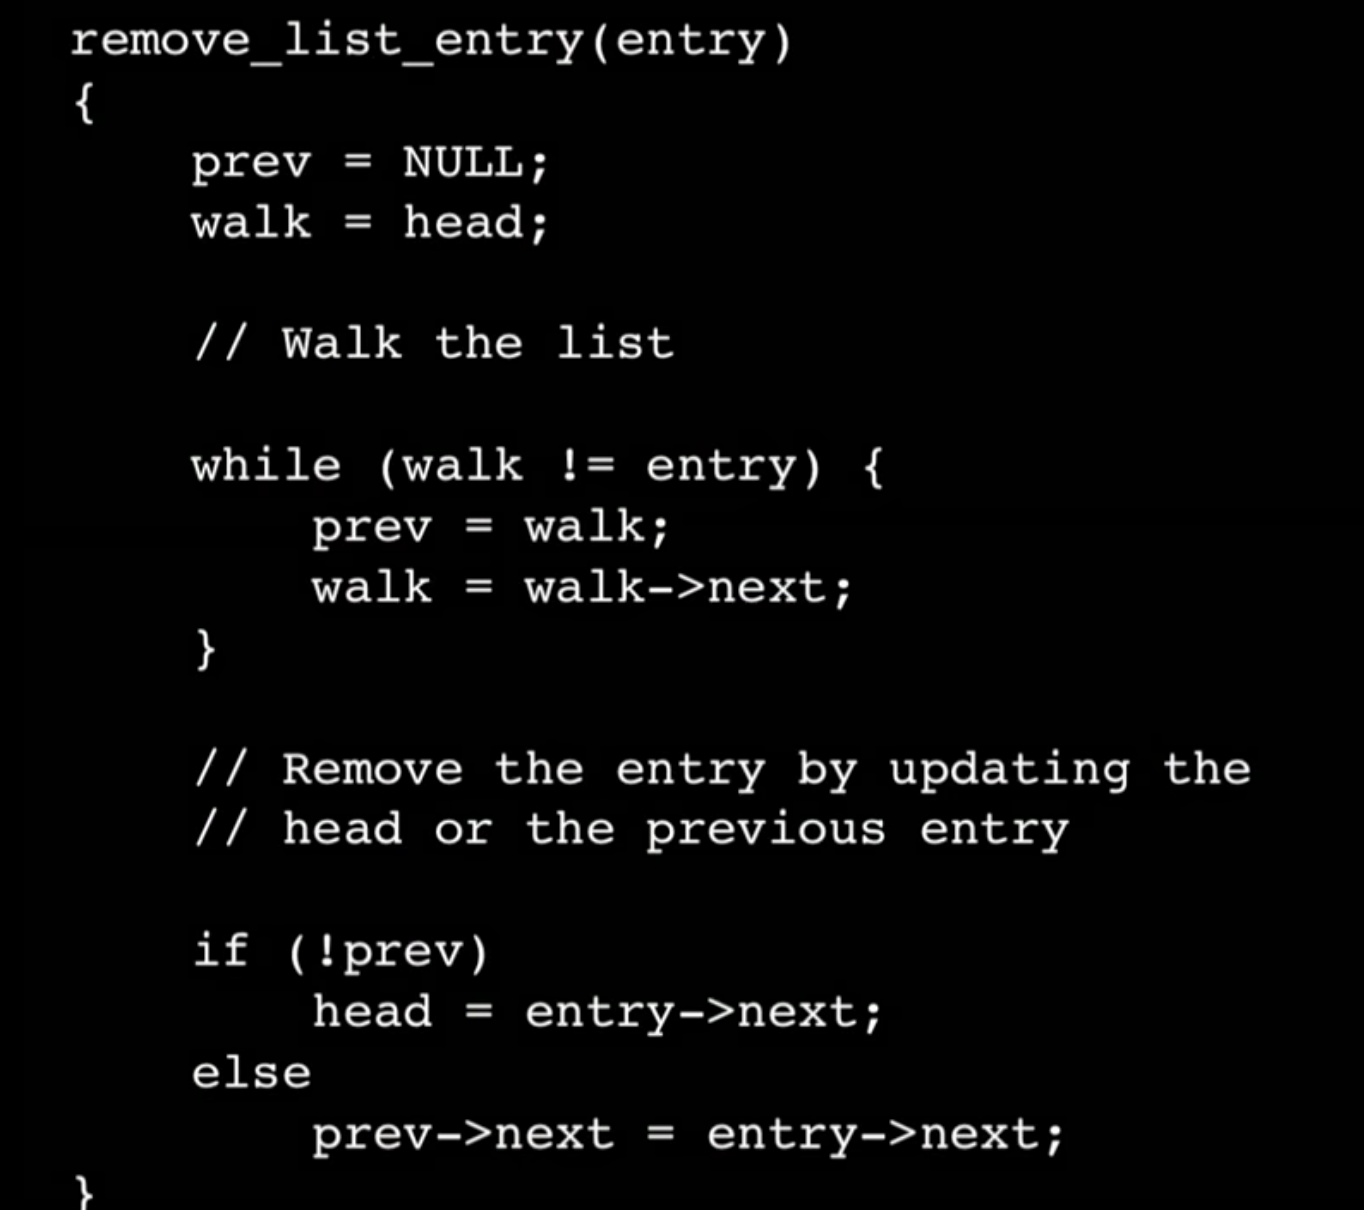 remove_list_entry(entry)
{
prev = NULL;
walk = head;
// Walk the list
while (walk != entry) {
prev = walk;
walk = walk->next;
}
// Remove the entry by updating the
// head or the previous entry
if (!prev)
head = entry->next;
else
prev->next = entry->next;
}